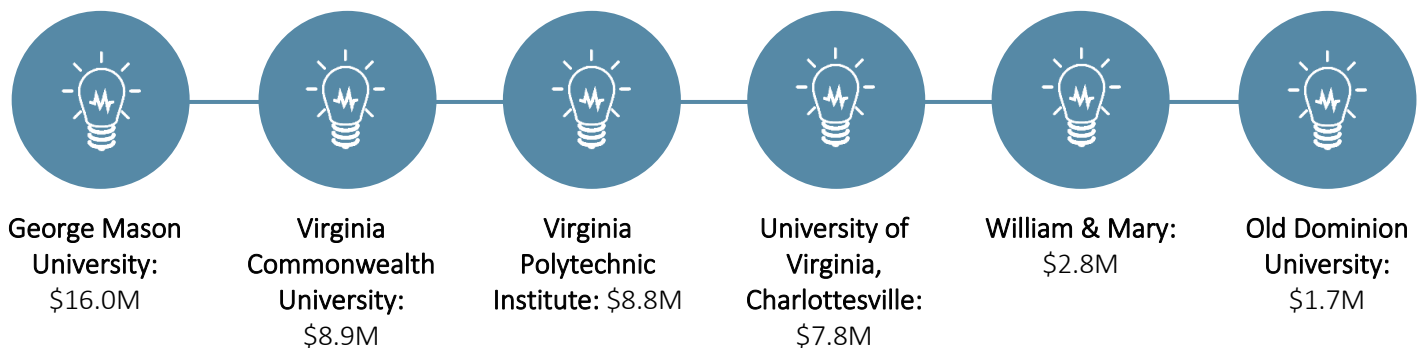 George Mason
University:
$16.0M
Virginia
Commonwealth
University:
$8.9M
Virginia
Polytechnic
Institute: $8.8M
University of
Virginia,
Charlottesville:
$7.8M
William & Mary:
$2.8M
Old Dominion
University:
$1.7M